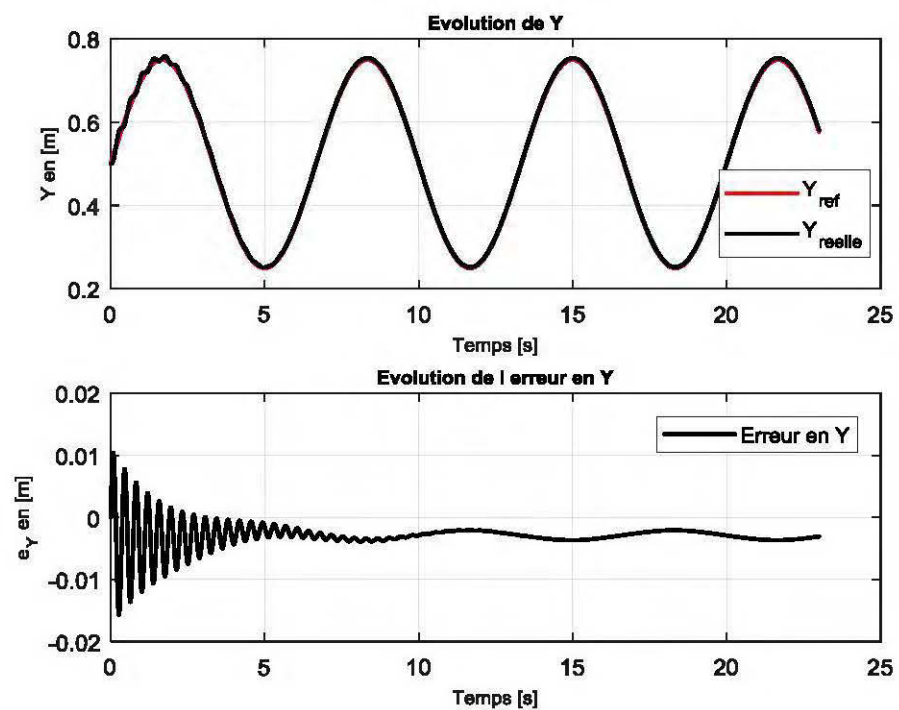 Evolution de Y
0.8
0.6
0.4
0.2
Y en [m]
Y_ref
Y_reelle
0 5 10 15 20 25
Temps [s]
Evolution de l erreur en Y
0.02
0.01
0
-0.01
-0.02
e_Y en [m]
Erreur en Y
0 5 10 15 20 25
Temps [s]